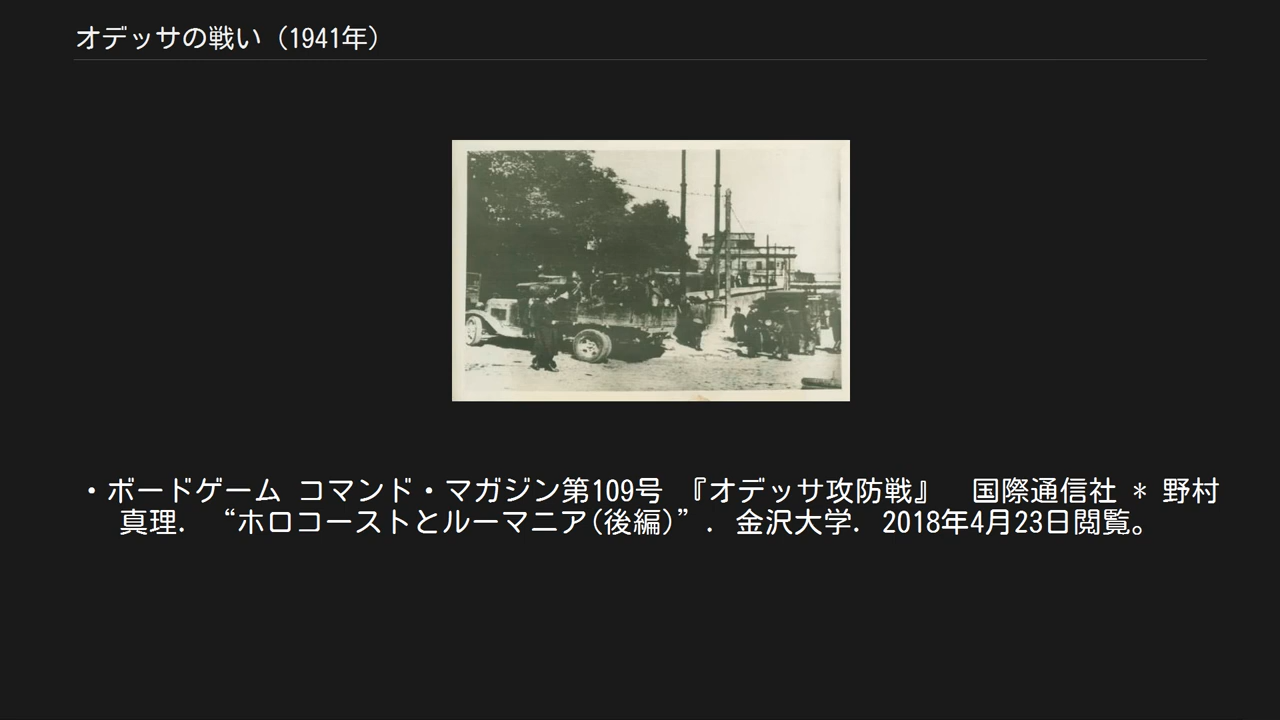 オデッサの戦い（1941年）
・ボードゲーム コマンド・マガジン第109号 『オデッサ攻防戦』 国際通信社 * 野村
真理. “ホロコーストとルーマニア(後編)”. 金沢大学. 2018年4月23日閲覧。